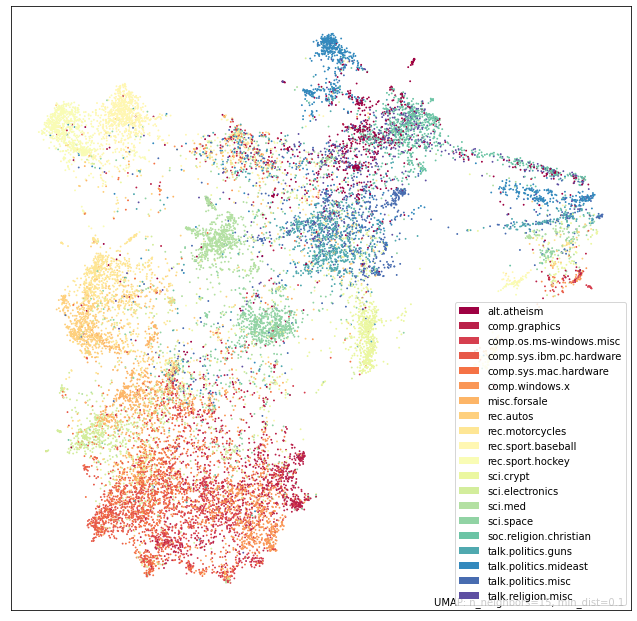 alt.atheism
comp.graphics
comp.os.ms-windows.misc
comp.sys.ibm.pc.hardware
comp.sys.mac.hardware
comp.windows.x
misc.forsale
rec.autos
rec.motorcycles
rec.sport.baseball
rec.sport.hockey
sci.crypt
sci.electronics
sci.med
sci.space
soc.religion.christian
talk.politics.guns
talk.politics.mideast
talk.politics.misc
talk.religion.misc
UMAP: n_neighbors=15, min_dist=0.1